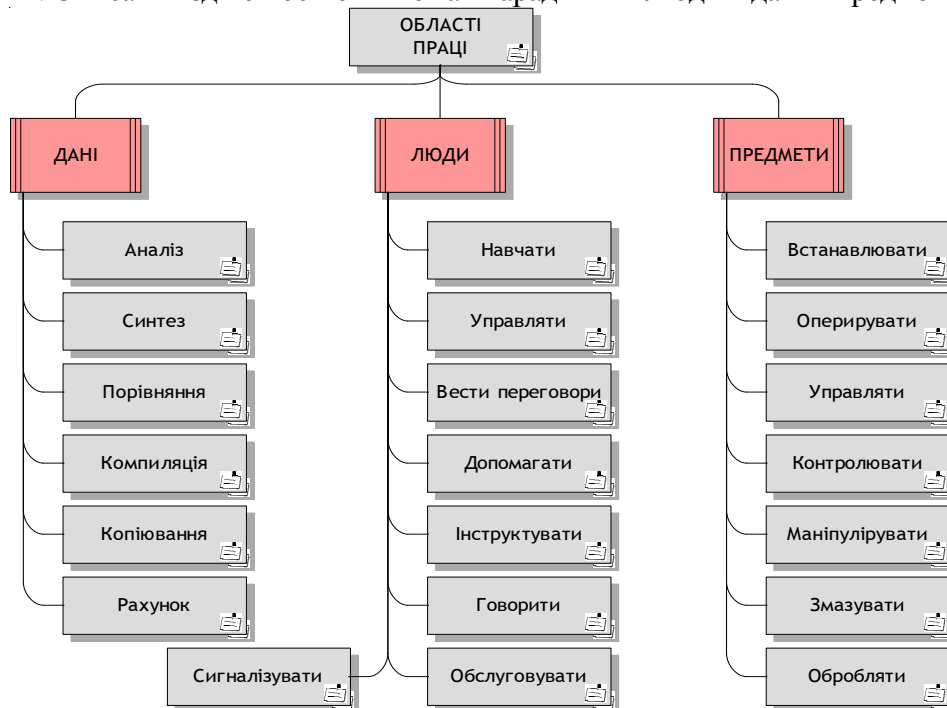 ОБЛАСТІ
ПРАЦІ
ДАНІ
ЛЮДИ
ПРЕДМЕТИ
Аналіз
Навчати
Встанавлювати
Синтез
Управляти
Оперирувати
Порівняння
Вести переговори
Управляти
Компиляція
Допомагати
Контролювати
Копіювання
Інструктувати
Маніпулірувати
Рахунок
Говорити
Змазувати
Сигналізувати
Обслуговувати
Обробляти